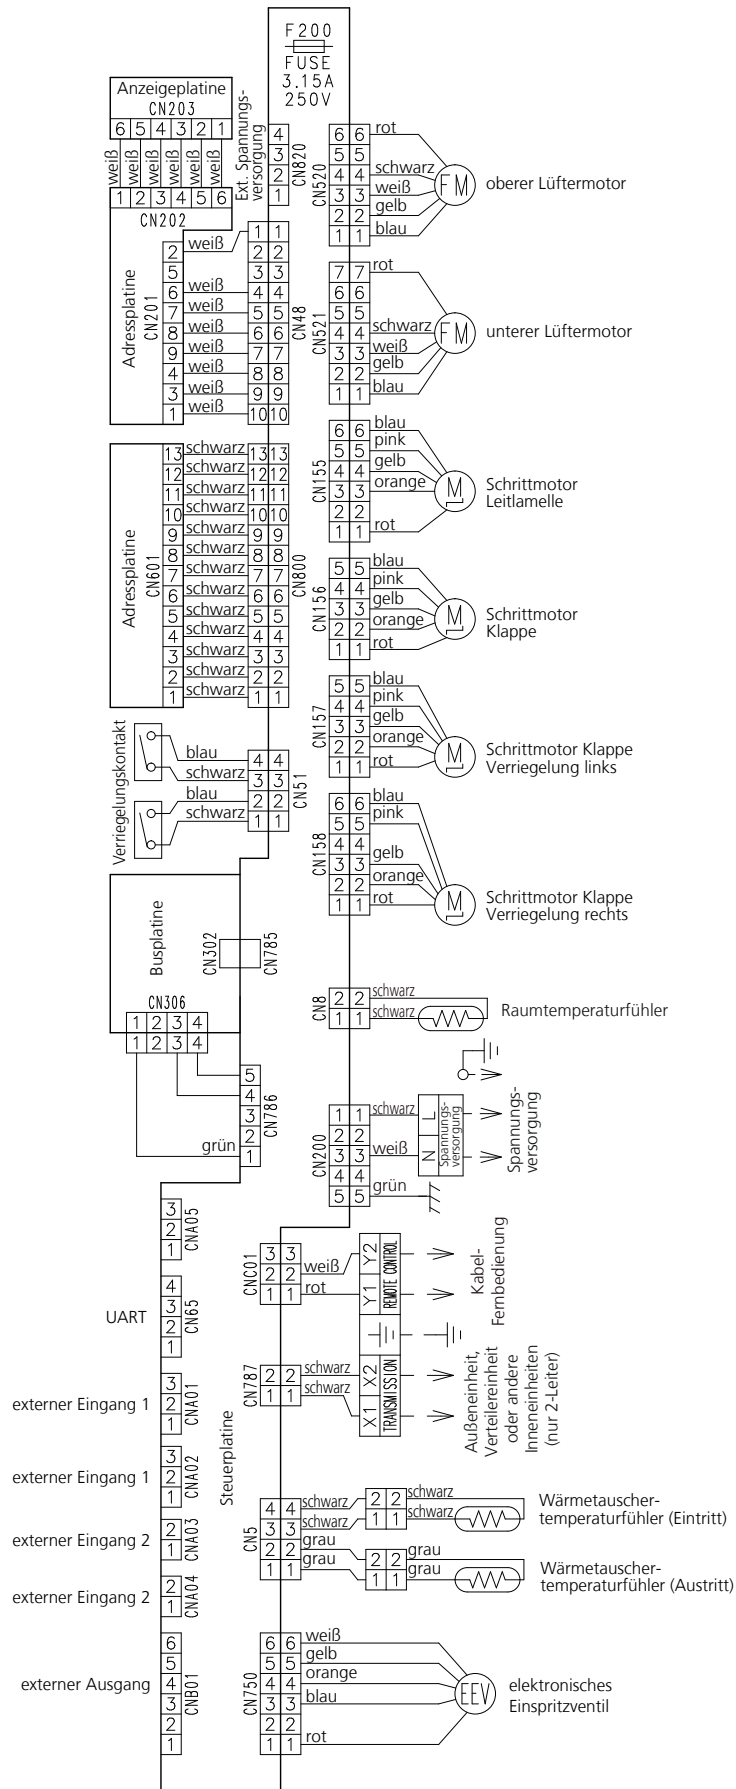 F200
FUSE
3.15A
250V
Anzeigeplatine
CN203
6 5 4 3 2 1
weiß weiß weiß weiß weiß weiß
1 2 3 4 5 6
CN202
Ext. Spannungs-
versorgung
4
3
2
1
CN820
Adressplatine
CN201
2 weiß 1 1
5 2 2
3 3
6 weiß 4 4
7 weiß 5 5
8 weiß 6 6
9 weiß 7 7
4 weiß 8 8
3 weiß 9 9
1 weiß 10 10
CN48
Adressplatine
CN601
13 schwarz 13 13
12 schwarz 12 12
11 schwarz 11 11
10 schwarz 10 10
9 schwarz 9 9
8 schwarz 8 8
7 schwarz 7 7
6 schwarz 6 6
5 schwarz 5 5
4 schwarz 4 4
3 schwarz 3 3
2 schwarz 2 2
1 schwarz 1 1
CN800
Verriegelungskontakt
blau 4 4
schwarz 3 3
blau 2 2
schwarz 1 1
CN51
Busplatine
CN302
CN785
CN306
1 2 3 4
1 2 3 4
5
4
3
2
grün 1
CN786
3
2
1
CNA05
UART
4
3
2
1
CN65
externer Eingang 1
3
2
1
CNA01
externer Eingang 1
3
2
1
CNA02
externer Eingang 2
2
1
CNA03
externer Eingang 2
2
1
CNA04
externer Ausgang
6
5
4
3
2
1
CNB01
Steuerplatine
CN520
6 6 rot
5 5
4 4 schwarz
3 3 weiß
2 2 gelb
1 1 blau
FM
oberer Lüftermotor
CN521
7 7 rot
6 6
5 5
4 4 schwarz
3 3 weiß
2 2 gelb
1 1 blau
FM
unterer Lüftermotor
CN155
6 6 blau
5 5 pink
4 4 gelb
3 3 orange
2 2
1 1 rot
M
Schrittmotor
Leitlamelle
CN156
5 5 blau
4 4 pink
3 3 gelb
2 2 orange
1 1 rot
M
Schrittmotor
Klappe
CN157
5 5 blau
4 4 pink
3 3 gelb
2 2 orange
1 1 rot
M
Schrittmotor Klappe
Verriegelung links
CN158
6 6 blau
5 5 pink
4 4
3 3 gelb
2 2 orange
1 1 rot
M
Schrittmotor Klappe
Verriegelung rechts
CN8
2 2 schwarz
1 1 schwarz
Raumtemperaturfühler
CN200
1 1 schwarz
2 2
3 3 weiß
4 4
5 5 grün
N L
Spannungs-
versorgung
Spannungs-
versorgung
CNC01
3 3
2 2 weiß
1 1 rot
Y1 Y2
REMOTE CONTROL
Kabel-
Fernbedienung
CN787
2 2 schwarz
1 1 schwarz
X1 X2
TRANSMISSION
Außeneinheit,
Verteilereinheit
oder andere
Inneneinheiten
(nur 2-Leiter)
CN5
4 4 schwarz 2 2 schwarz
3 3 schwarz 1 1 schwarz
2 2 grau 2 2 grau
1 1 grau 1 1 grau
Wärmetauscher-
temperaturfühler (Eintritt)
Wärmetauscher-
temperaturfühler (Austritt)
CN750
6 6 weiß
5 5 gelb
4 4 orange
3 3 blau
2 2
1 1 rot
EEV
elektronisches
Einspritzventil